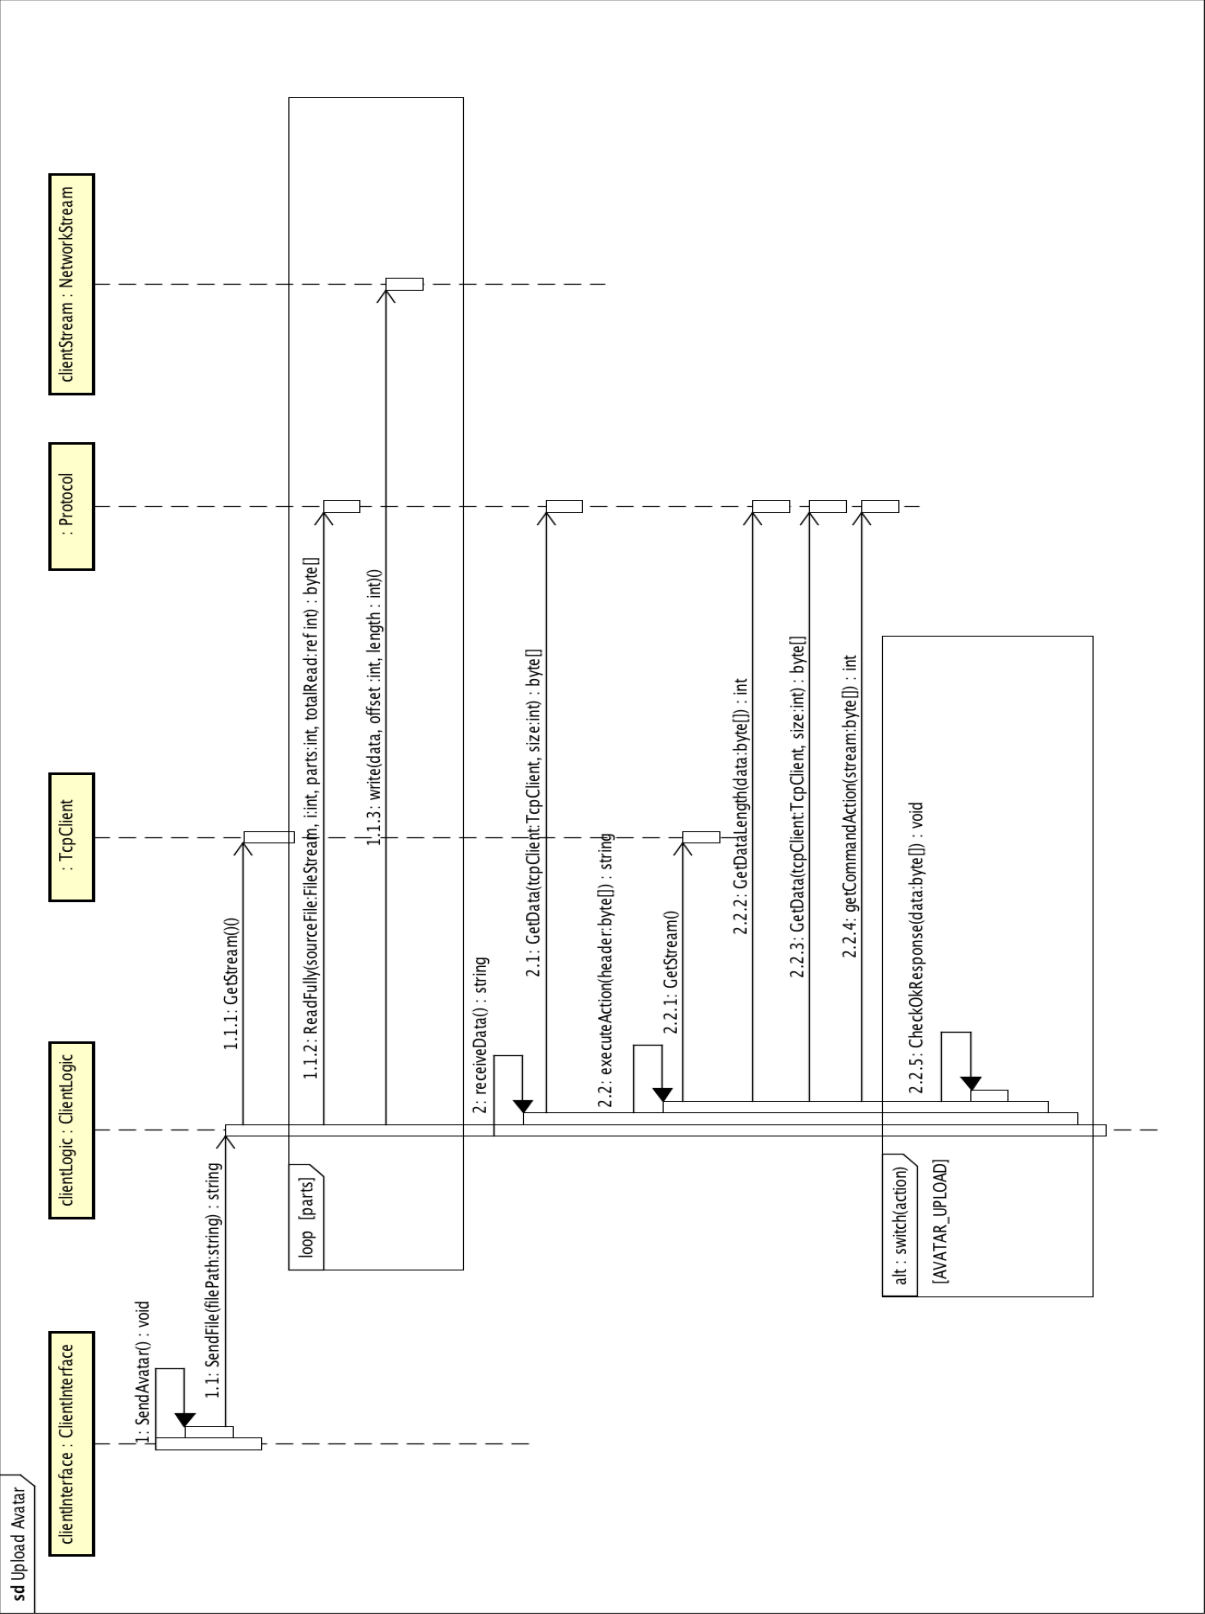 sd Upload Avatar
clientInterface : ClientInterface
clientLogic : ClientLogic
: TcpClient
: Protocol
clientStream : NetworkStream
1: SendAvatar() : void
1.1: SendFile(filePath:string) : string
1.1.1: GetStream()()
loop [parts]
1.1.2: ReadFully(sourceFile:FileStream, i:int, parts:int, totalRead:ref int) : byte[]
1.1.3: write(data, offset :int, length : int)()
2: receiveData() : string
2.1: GetData(tcpClient:TcpClient, size:int) : byte[]
2.2: executeAction(header:byte[]) : string
2.2.1: GetStream()
2.2.2: GetDataLength(data:byte[]) : int
2.2.3: GetData(tcpClient:TcpClient, size:int) : byte[]
2.2.4: getCommandAction(stream:byte[]) : int
alt : switch(action)
[AVATAR_UPLOAD]
2.2.5: CheckOkResponse(data:byte[]) : void